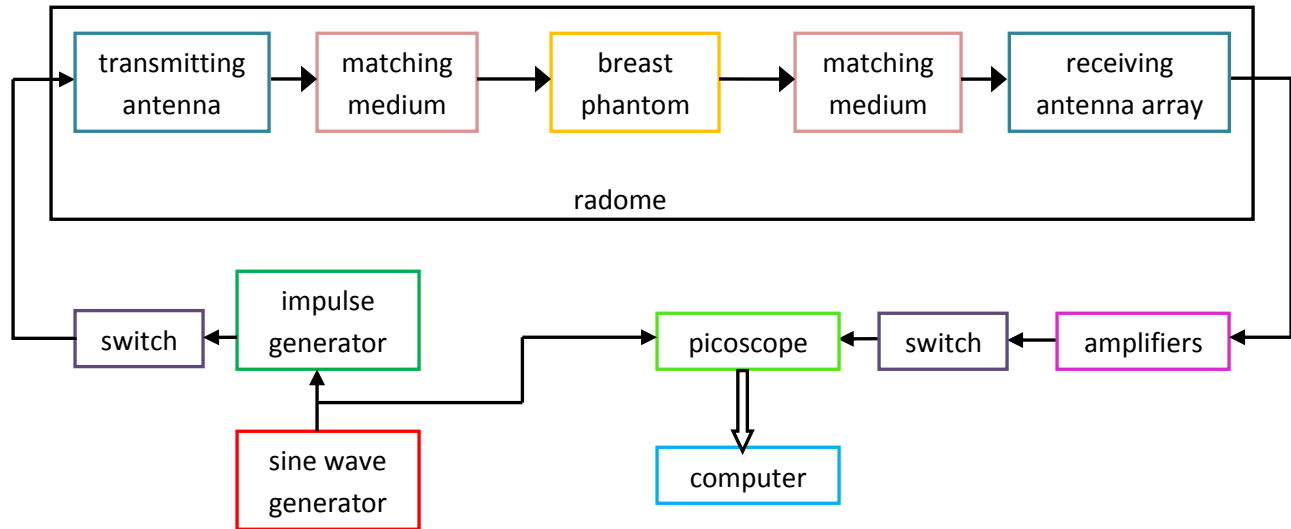 transmitting
antenna
matching
medium
breast
phantom
matching
medium
receiving
antenna array
radome
switch
impulse
generator
picoscope
switch
amplifiers
sine wave
generator
computer